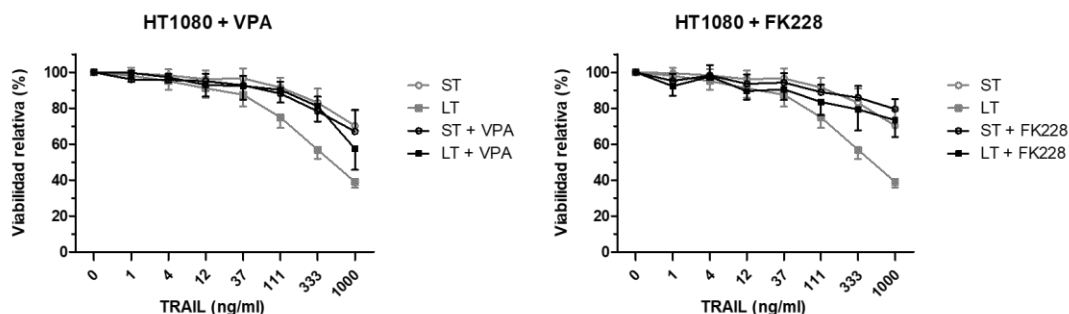 HT1080 + VPA
Viabilidad relativa (%)
100
80
60
40
20
0
0 1 4 12 37 111 333 1000
TRAIL (ng/ml)
ST
LT
ST + VPA
LT + VPA
HT1080 + FK228
Viabilidad relativa (%)
100
80
60
40
20
0
0 1 4 12 37 111 333 1000
TRAIL (ng/ml)
ST
LT
ST + FK228
LT + FK228